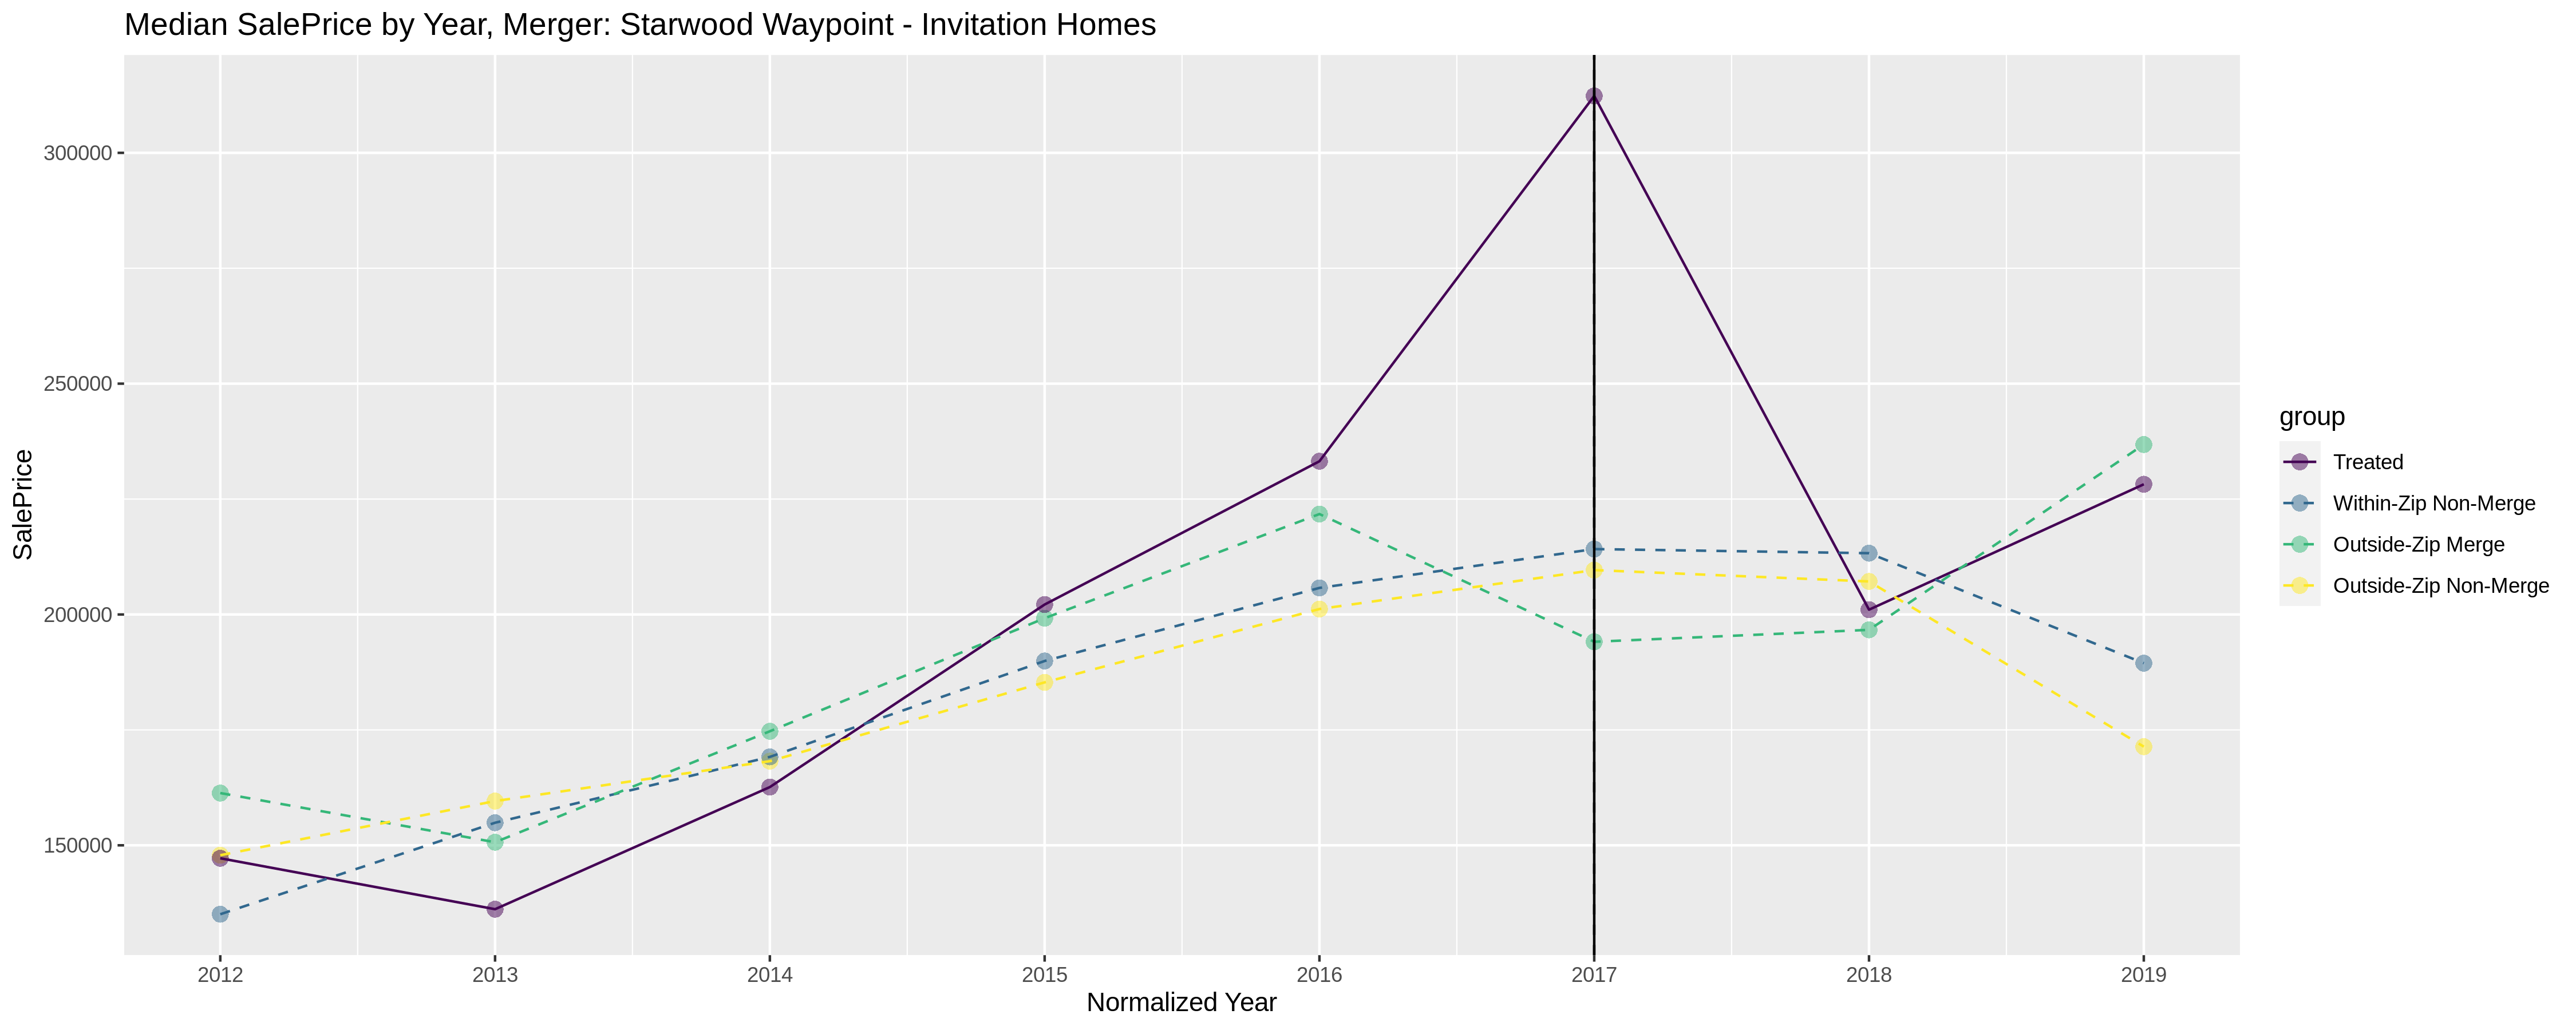 Median SalePrice by Year, Merger: Starwood Waypoint - Invitation Homes
SalePrice
300000
250000
200000
150000
2012 2013 2014 2015 2016 2017 2018 2019
Normalized Year
group
Treated
Within-Zip Non-Merge
Outside-Zip Merge
Outside-Zip Non-Merge